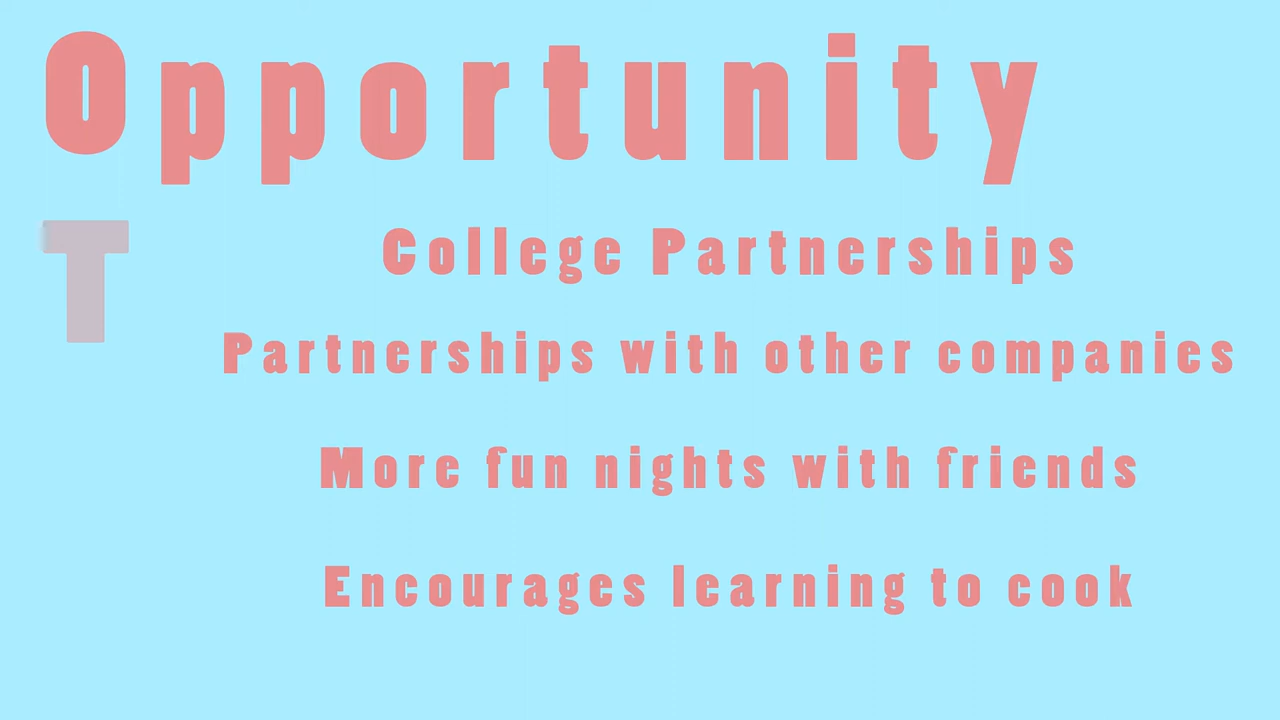 Opportunity
T
College Partnerships
Partnerships with other companies
More fun nights with friends
Encourages learning to cook